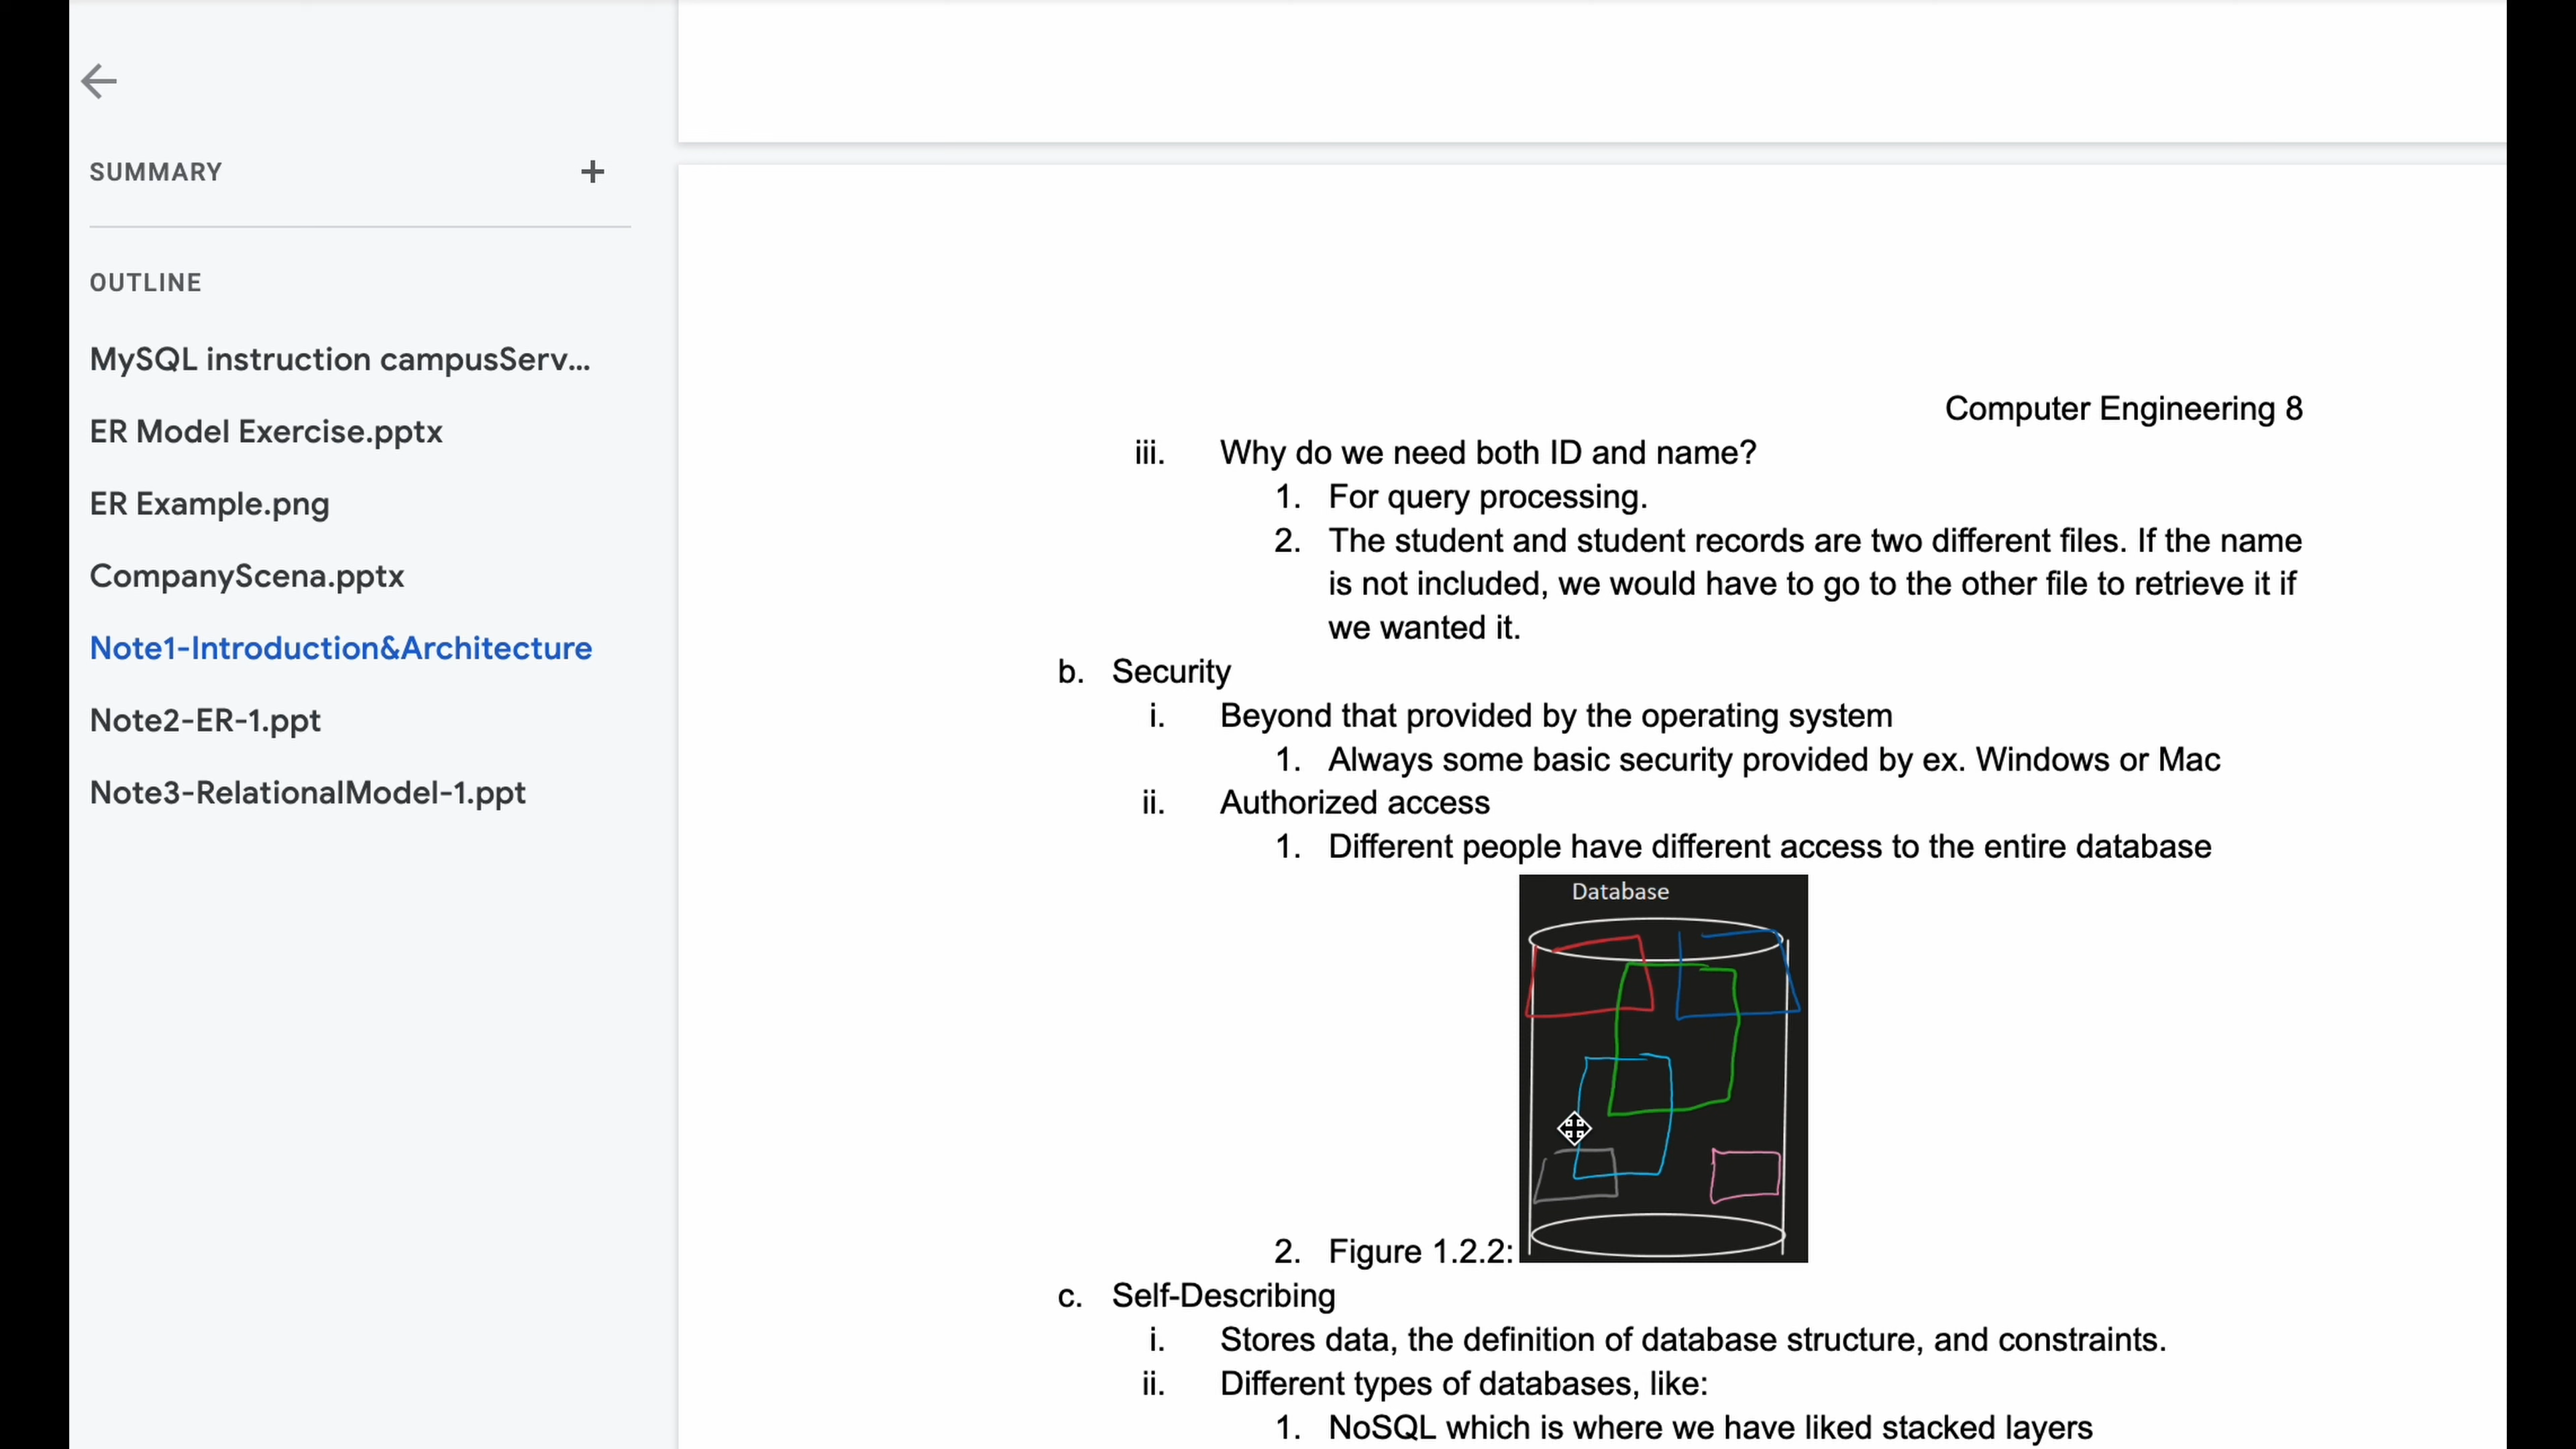 SUMMARY
OUTLINE
MySQL instruction campusServ...
ER Model Exercise.pptx
ER Example.png
CompanyScena.pptx
Note1-Introduction&Architecture
Note2-ER-1.ppt
Note3-RelationalModel-1.ppt
Computer Engineering 8
iii. Why do we need both ID and name?
1. For query processing.
2. The student and student records are two different files. If the name
is not included, we would have to go to the other file to retrieve it if
we wanted it.
b. Security
i. Beyond that provided by the operating system
1. Always some basic security provided by ex. Windows or Mac
ii. Authorized access
1. Different people have different access to the entire database
Database
2. Figure 1.2.2:
c. Self-Describing
i. Stores data, the definition of database structure, and constraints.
ii. Different types of databases, like:
1. NoSQL which is where we have liked stacked layers